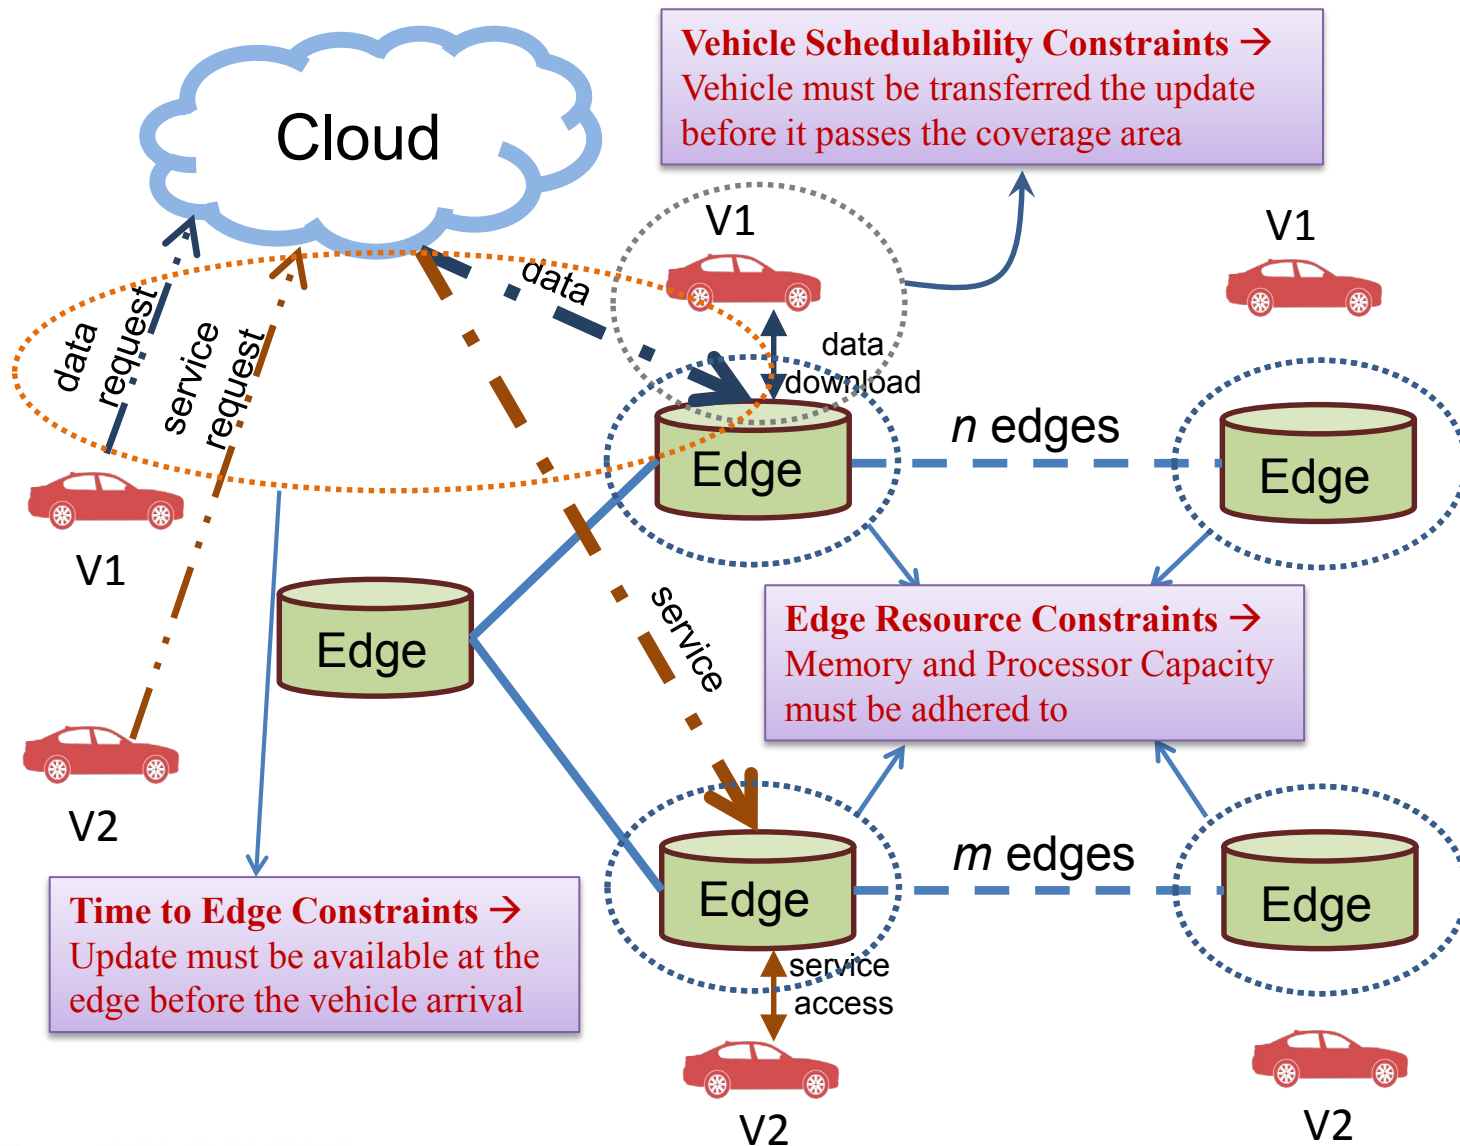 Vehicle Schedulability Constraints →
Vehicle must be transferred the update
before it passes the coverage area
Cloud
V1
V1
data
request
service
request
data
data
download
n edges
Edge
Edge
V1
Edge
service
Edge Resource Constraints →
Memory and Processor Capacity
must be adhered to
V2
m edges
Edge
Edge
Time to Edge Constraints →
Update must be available at the
edge before the vehicle arrival
service
access
V2
V2